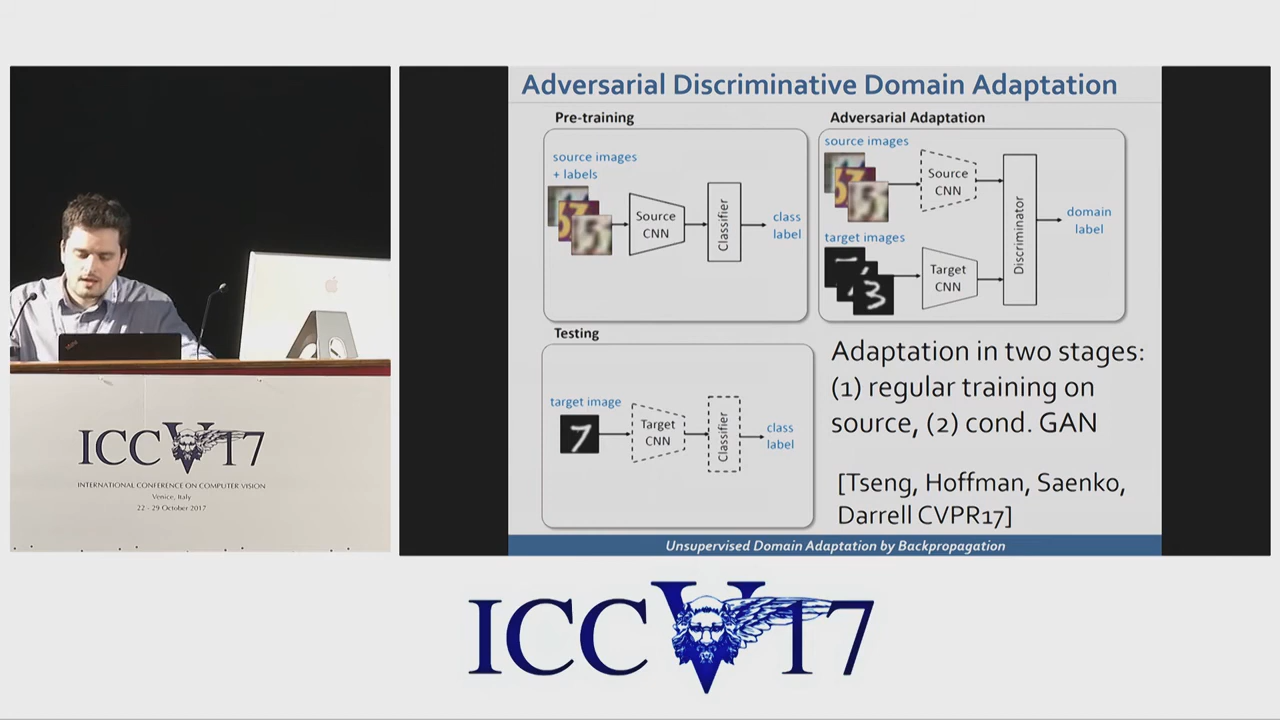 Adversarial Discriminative Domain Adaptation
Pre-training
source images
+ labels
Source
CNN
Classifier
class
label
Adversarial Adaptation
source images
Source
CNN
target images
Target
CNN
Discriminator
domain
label
Testing
target image
7
Target
CNN
Classifier
class
label
Adaptation in two stages:
(1) regular training on
source, (2) cond. GAN
[Tseng, Hoffman, Saenko,
Darrell CVPR17]
Unsupervised Domain Adaptation by Backpropagation
ICCV17
INTERNATIONAL CONFERENCE ON COMPUTER VISION
Venice, Italy
22 - 29 October 2017
ICCV17